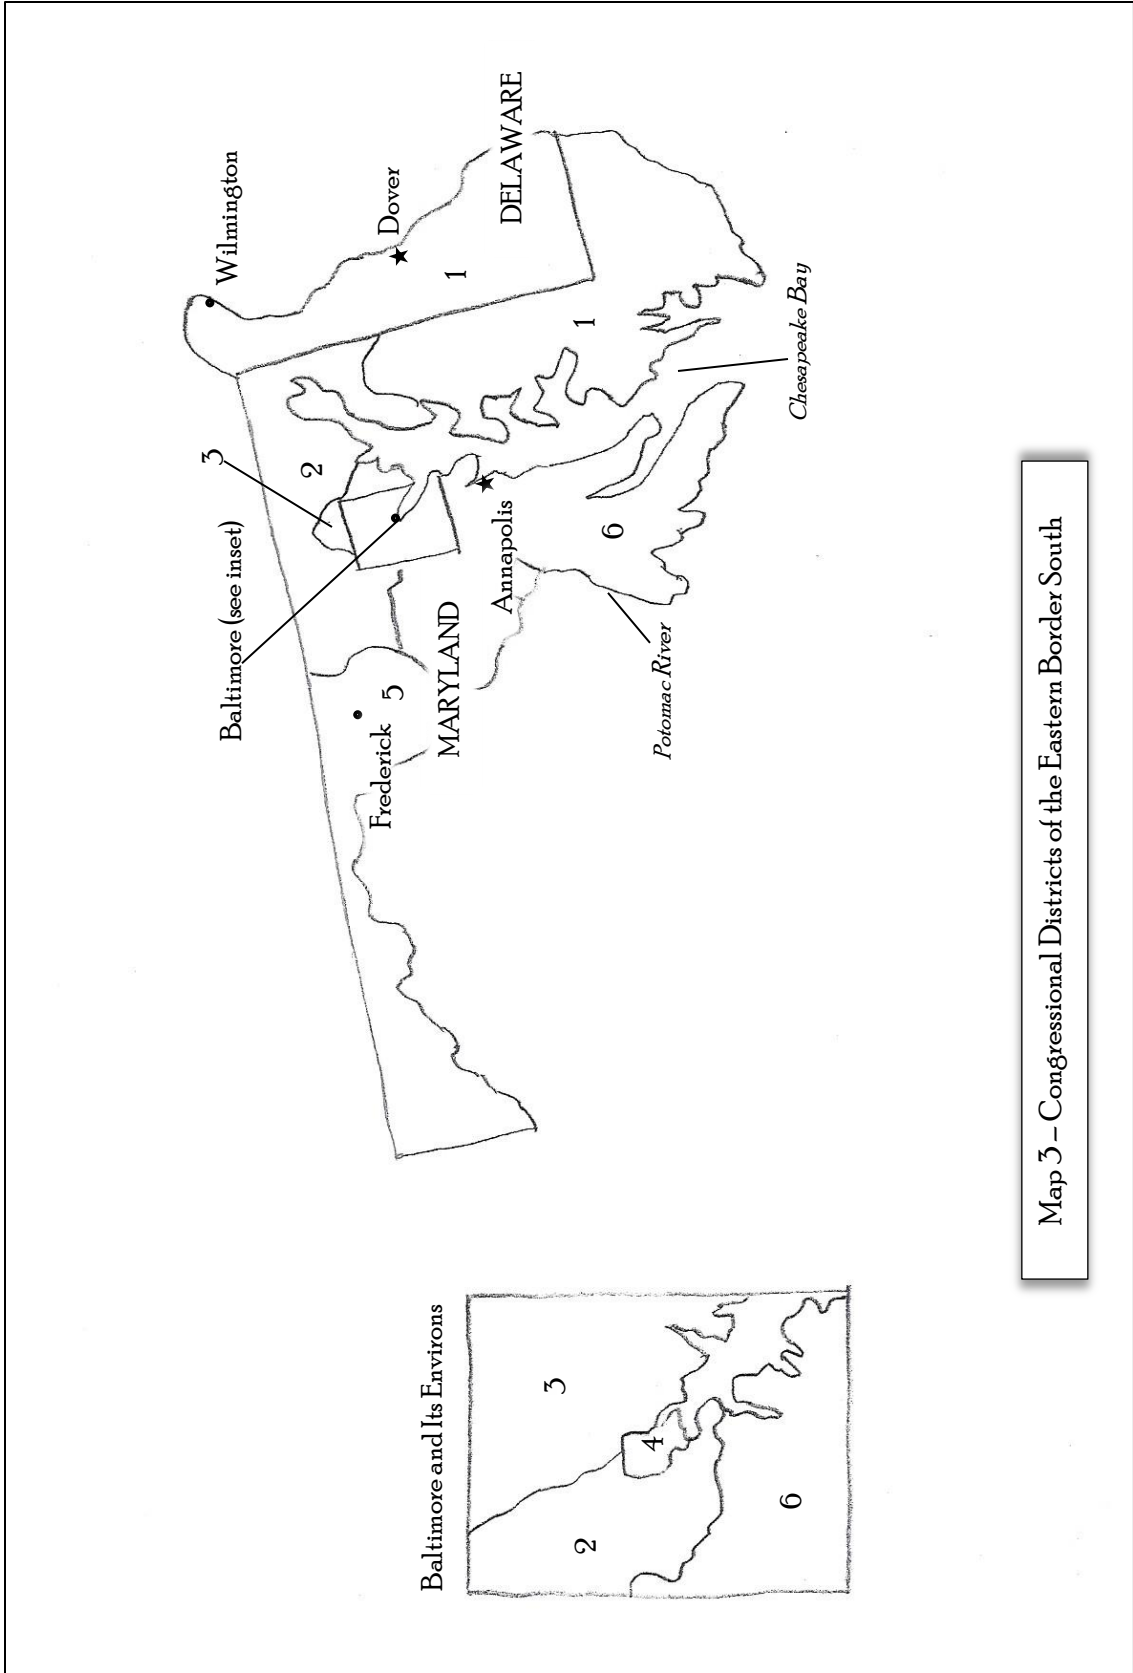 Wilmington
Dover
DELAWARE
1
1
Chesapeake Bay
3
2
Baltimore (see inset)
Annapolis
6
MARYLAND
5
Potomac River
Frederick
Baltimore and Its Environs
3
4
2
6
Map 3 – Congressional Districts of the Eastern Border South